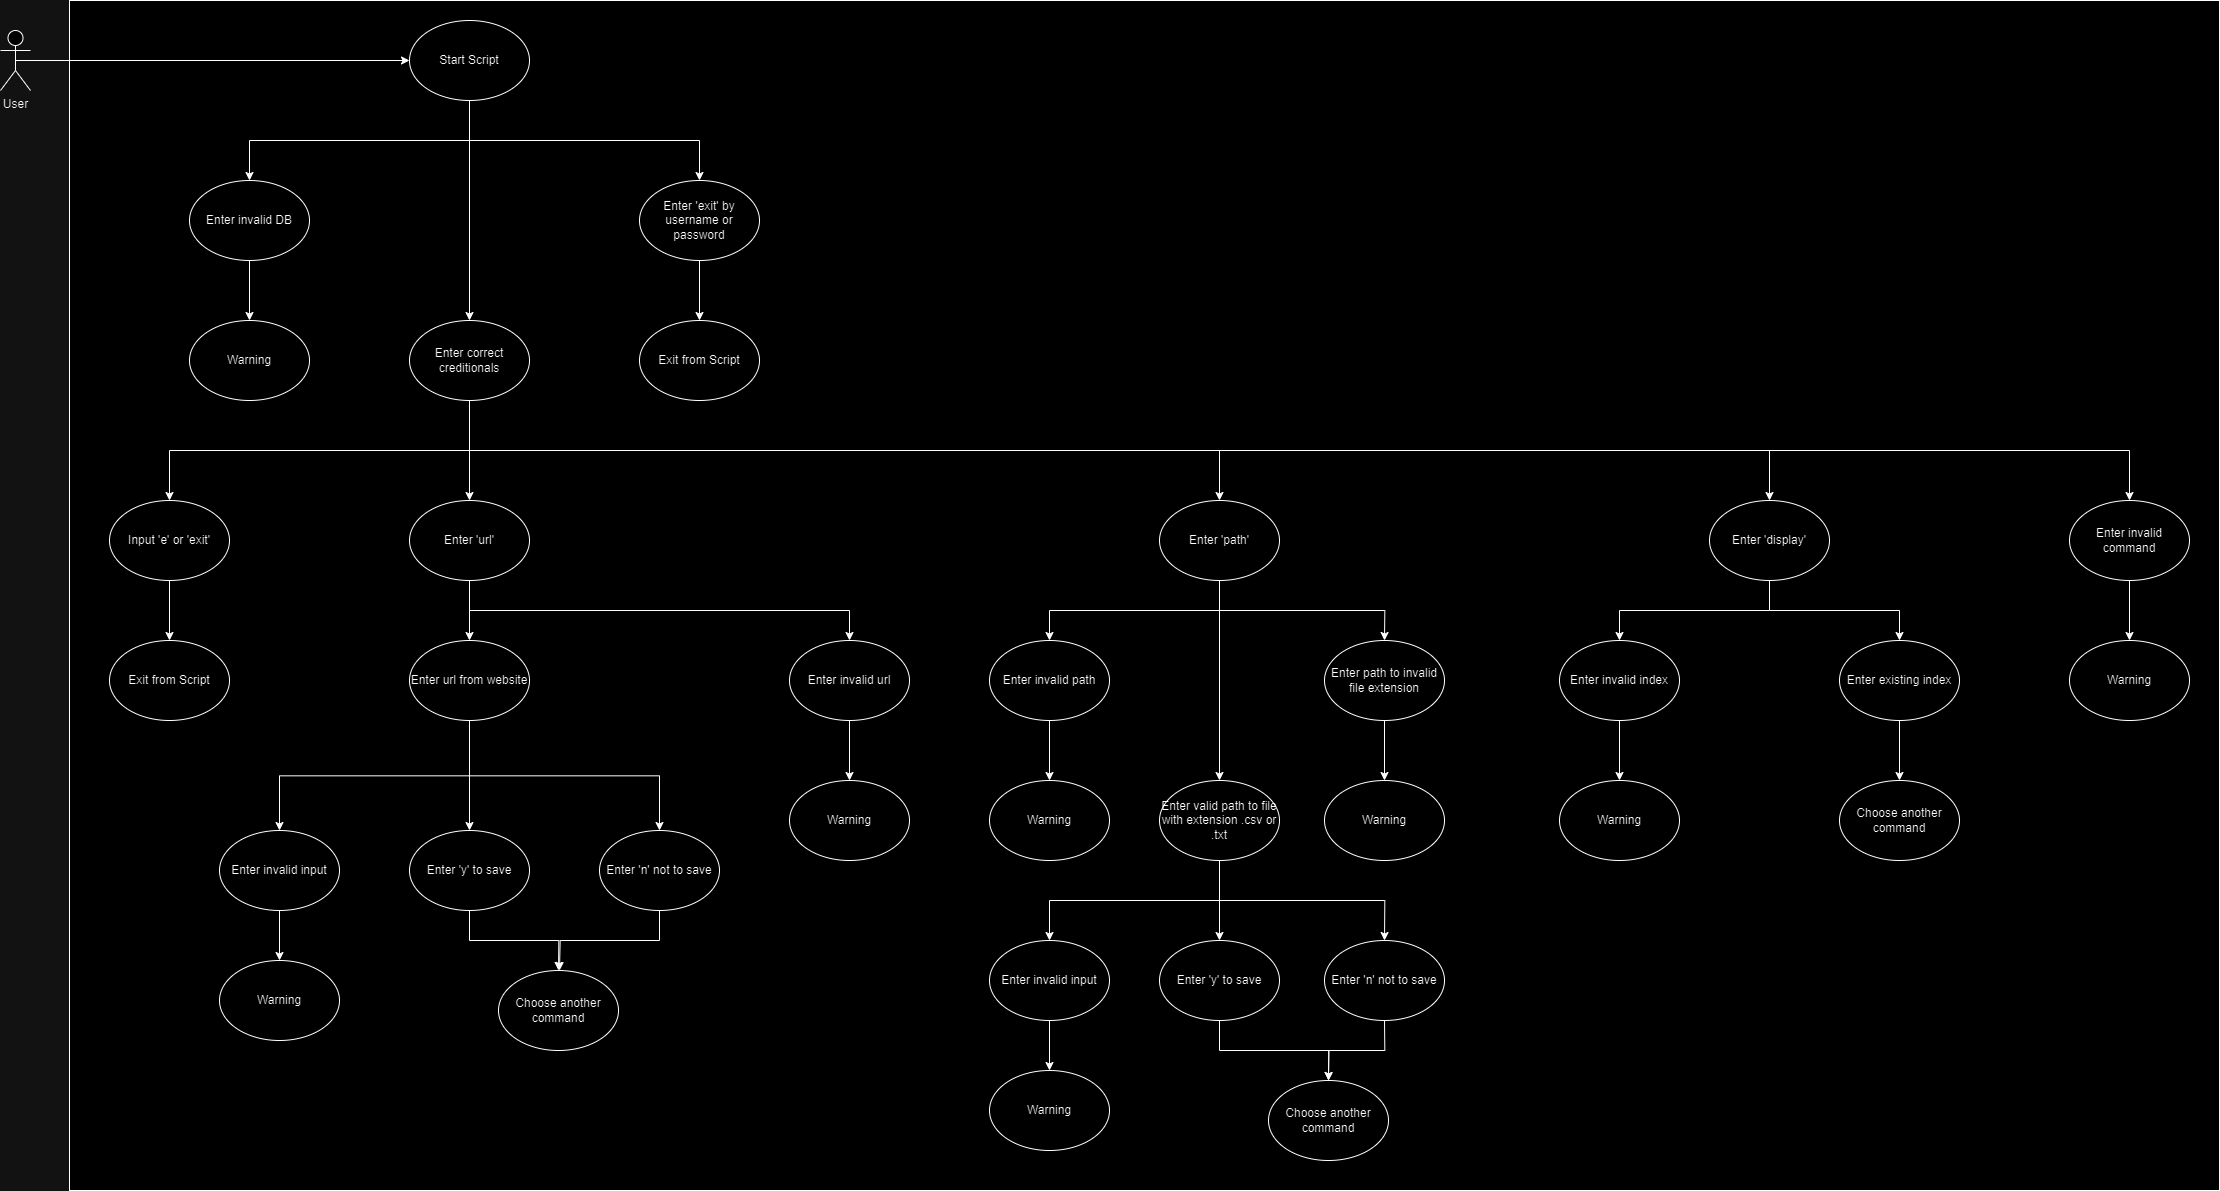 Start Script
User
Enter invalid DB
Enter 'exit' by
username or
password
Warning
Enter correct
creditionals
Exit from Script
Input 'e' or 'exit'
Enter 'url'
Enter 'path'
Enter 'display'
Enter invalid
command
Exit from Script
Enter url from website
Enter invalid url
Enter invalid path
Enter path to invalid
file extension
Enter invalid index
Enter existing index
Warning
Warning
Warning
Enter valid path to file
with extension .csv or
.txt
Warning
Warning
Choose another
command
Enter invalid input
Enter 'y' to save
Enter 'n' not to save
Warning
Choose another
command
Enter invalid input
Enter 'y' to save
Enter 'n' not to save
Warning
Choose another
command